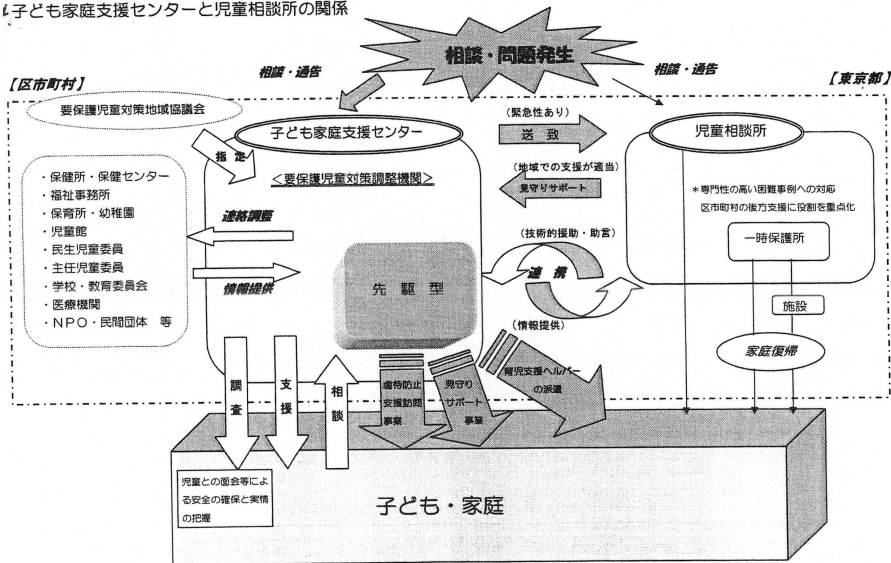 子ども家庭支援センターと児童相談所の関係
相談・問題発生
相談・通告
相談・通告
【区市町村】
【東京都】
要保護児童対策地域協議会
子ども家庭支援センター
(緊急性あり)
送致
児童相談所
指定
<要保護児童対策調整機関>
(地域での支援が適当)
見守りサポート
・保健所・保健センター
・福祉事務所
・保育所・幼稚園
・児童館
・民生児童委員
・主任児童委員
・学校・教育委員会
・医療機関
・NPO・民間団体 等
連絡調整
情報提供
*専門性の高い困難事例への対応
区市町村の後方支援に役割を重点化
一時保護所
(技術的援助・助言)
連携
(情報提供)
先駆型
施設
家庭復帰
調査
支援
相談
虐待防止
支援訪問
事業
見守り
サポート
事業
育児支援ヘルパー
の派遣
児童との面会等によ
る安全の確保と実情
の把握
子ども・家庭